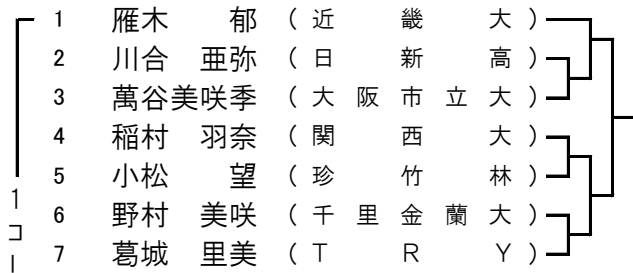 1 雁木 郁 ( 近 畿 大 )
2 川合 亜弥 ( 日 新 高 )
3 萬谷美咲季 ( 大 阪 市 立 大 )
4 稲村 羽奈 ( 関 西 大 )
5 小松 望 ( 珍 竹 林 )
6 野村 美咲 ( 千 里 金 蘭 大 )
7 葛城 里美 ( T R Y )
1コー